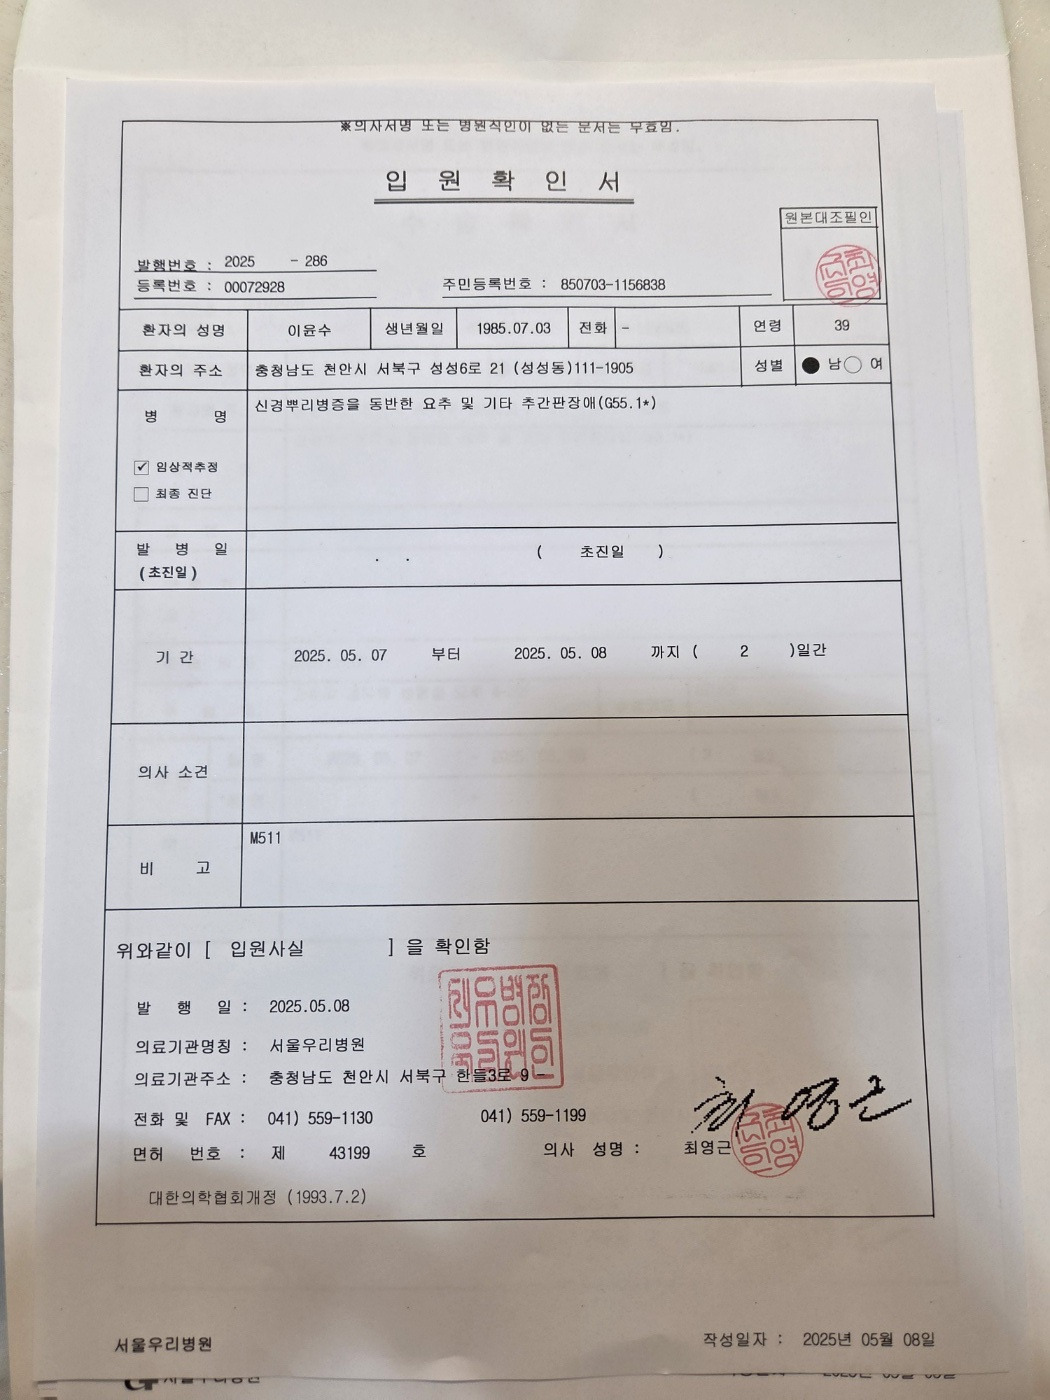 ※의사서명 또는 병원직인이 없는 문서는 무효임.
입 원 확 인 서
원본대조필인
발행번호 : 2025 - 286
등록번호 : 00072928 주민등록번호 : 850703-1156838
환자의 성명 이윤수 생년월일 1985.07.03 전화 - 연령 39
환자의 주소 충청남도 천안시 서북구 성성6로 21 (성성동)111-1905 성별 ● 남 ○ 여
병 명 신경뿌리병증을 동반한 요추 및 기타 추간판장애(G55.1*)
☑ 임상적추정
□ 최종 진단
발 병 일 . . ( 초진일 )
(초진일)
기 간 2025. 05. 07 부터 2025. 05. 08 까지 ( 2 )일간
의사 소견
비 고 M511
위와같이 [ 입원사실 ] 을 확인함
발 행 일 : 2025.05.08
의료기관명칭 : 서울우리병원
의료기관주소 : 충청남도 천안시 서북구 한들3로 9 -
전화 및 FAX : 041) 559-1130 041) 559-1199
면허 번호 : 제 43199 호 의사 성명 : 최영근
최영근
대한의학협회개정 (1993.7.2)
서울우리병원 작성일자 : 2025년 05월 08일